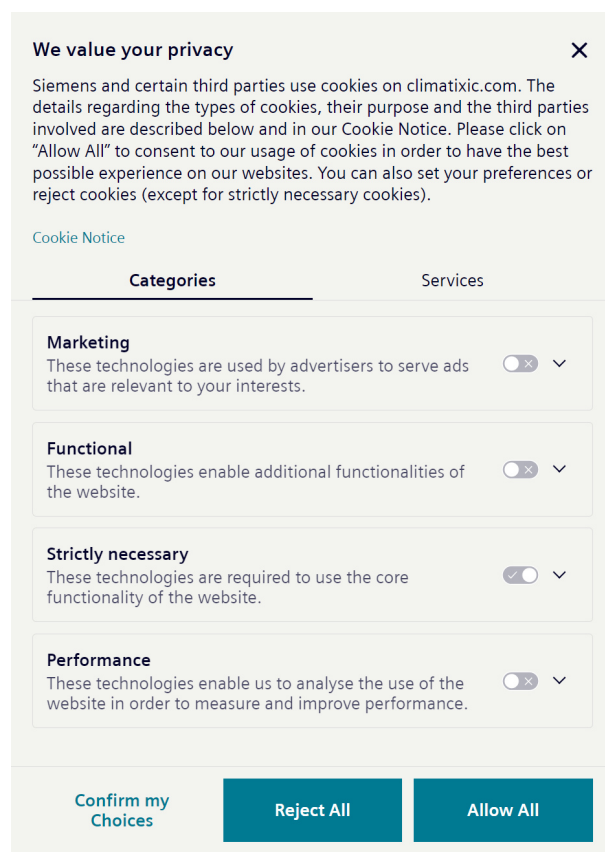 We value your privacy
Siemens and certain third parties use cookies on climatixic.com. The
details regarding the types of cookies, their purpose and the third parties
involved are described below and in our Cookie Notice. Please click on
“Allow All” to consent to our usage of cookies in order to have the best
possible experience on our websites. You can also set your preferences or
reject cookies (except for strictly necessary cookies).
Cookie Notice
Categories
Services
Marketing
These technologies are used by advertisers to serve ads
that are relevant to your interests.
Functional
These technologies enable additional functionalities of
the website.
Strictly necessary
These technologies are required to use the core
functionality of the website.
Performance
These technologies enable us to analyse the use of the
website in order to measure and improve performance.
Confirm my
Choices
Reject All
Allow All